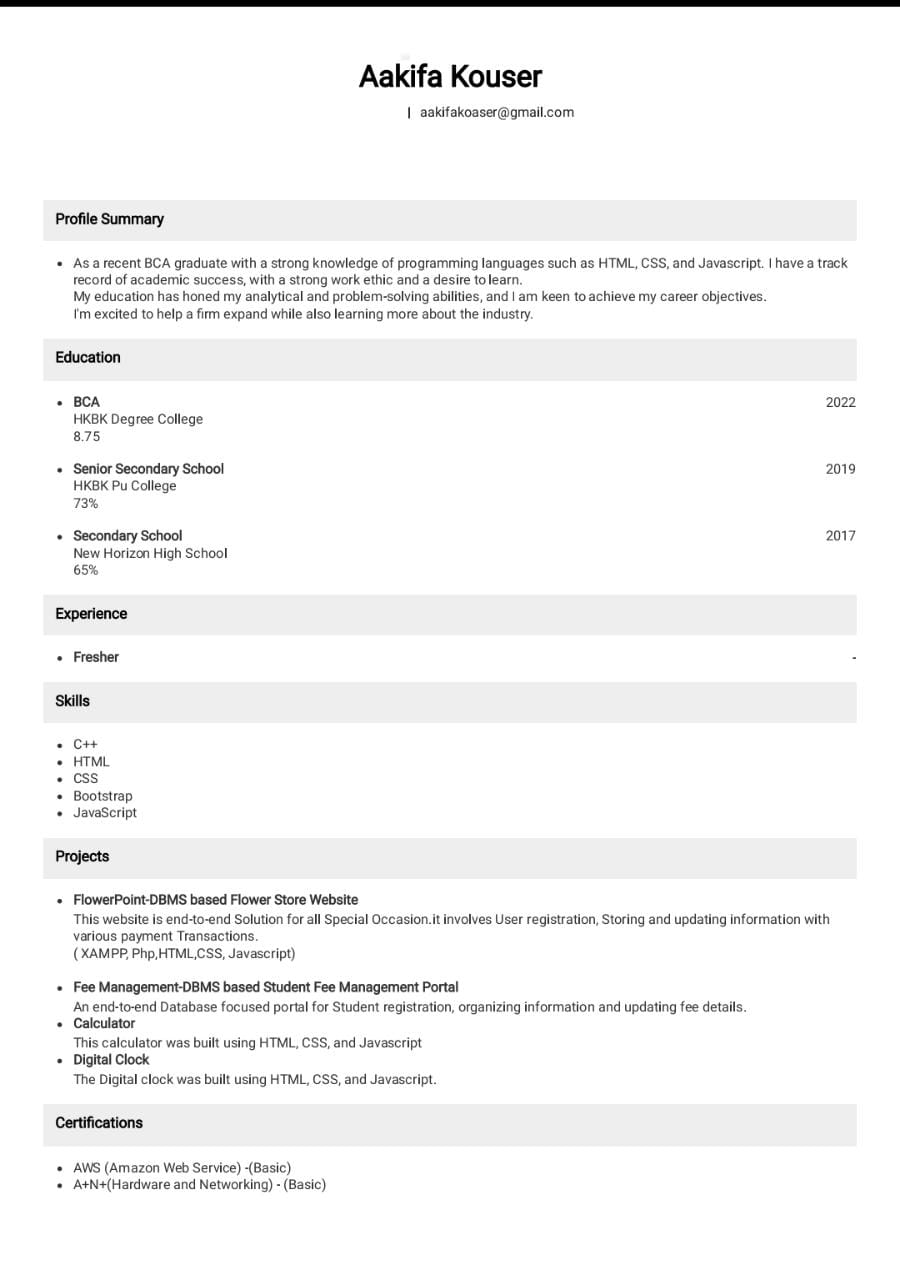 Aakifa Kouser
| aakifakoaser@gmail.com
Profile Summary
• As a recent BCA graduate with a strong knowledge of programming languages such as HTML, CSS, and Javascript. I have a track
record of academic success, with a strong work ethic and a desire to learn.
My education has honed my analytical and problem-solving abilities, and I am keen to achieve my career objectives.
I'm excited to help a firm expand while also learning more about the industry.
Education
• BCA 2022
HKBK Degree College
8.75
• Senior Secondary School 2019
HKBK Pu College
73%
• Secondary School 2017
New Horizon High School
65%
Experience
• Fresher -
Skills
• C++
• HTML
• CSS
• Bootstrap
• JavaScript
Projects
• FlowerPoint-DBMS based Flower Store Website
This website is end-to-end Solution for all Special Occasion.it involves User registration, Storing and updating information with
various payment Transactions.
( XAMPP, Php,HTML,CSS, Javascript)
• Fee Management-DBMS based Student Fee Management Portal
An end-to-end Database focused portal for Student registration, organizing information and updating fee details.
• Calculator
This calculator was built using HTML, CSS, and Javascript
• Digital Clock
The Digital clock was built using HTML, CSS, and Javascript.
Certifications
• AWS (Amazon Web Service) -(Basic)
• A+N+(Hardware and Networking) - (Basic)